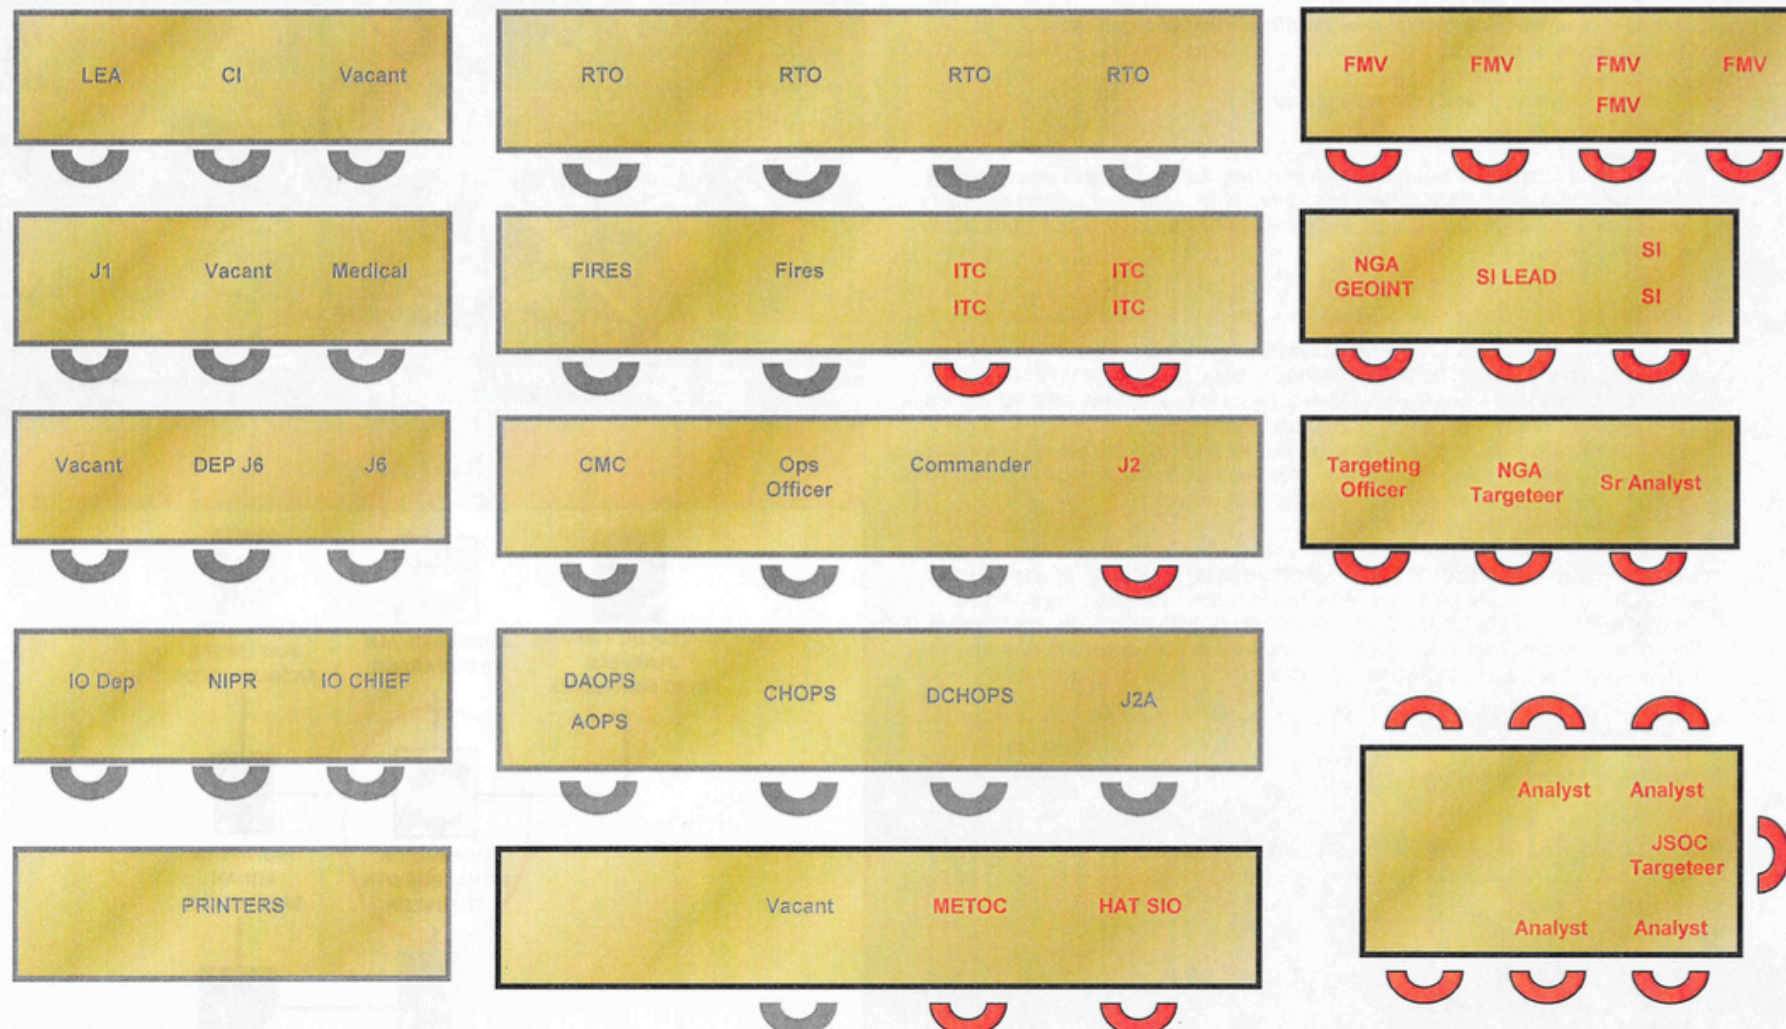 LEA CI Vacant
RTO RTO RTO RTO
FMV FMV FMV FMV
FMV
J1 Vacant Medical
FIRES Fires ITC ITC
ITC ITC
NGA
GEOINT
SI LEAD
SI
SI
Vacant DEP J6 J6
CMC
Ops
Officer
Commander
J2
Targeting
Officer
NGA
Targeteer
Sr Analyst
IO Dep NIPR IO CHIEF
DAOPS
AOPS
CHOPS
DCHOPS
J2A
Analyst Analyst
JSOC
Targeteer
Analyst Analyst
PRINTERS
Vacant METOC HAT SIO